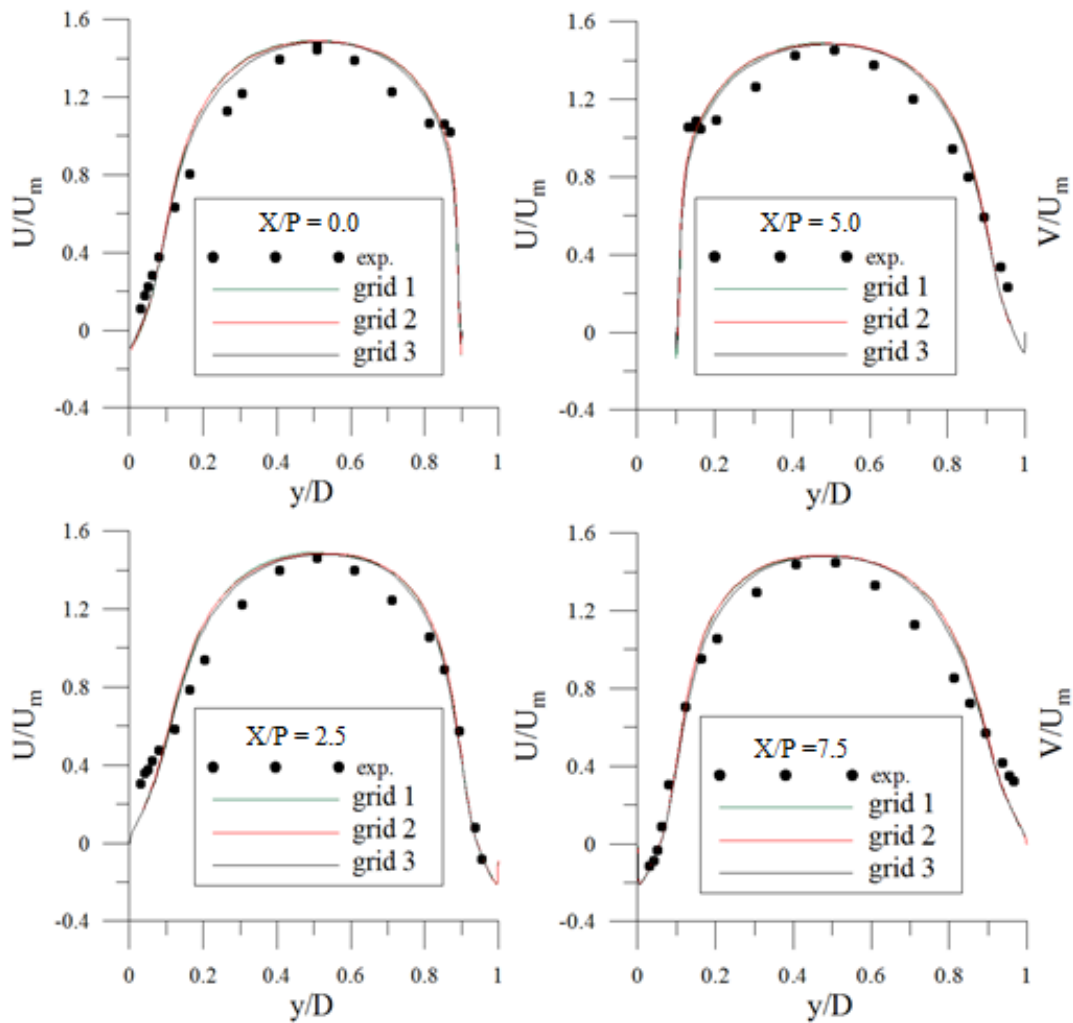 1.6
1.2
0.8
0.4
0
-0.4
U/Um
X/P = 0.0
exp.
grid 1
grid 2
grid 3
0 0.2 0.4 0.6 0.8 1
y/D
1.6
1.2
0.8
0.4
0
-0.4
U/Um
X/P = 5.0
exp.
grid 1
grid 2
grid 3
0 0.2 0.4 0.6 0.8 1
y/D
V/Um
1.6
1.2
0.8
0.4
0
-0.4
U/Um
X/P = 2.5
exp.
grid 1
grid 2
grid 3
0 0.2 0.4 0.6 0.8 1
y/D
1.6
1.2
0.8
0.4
0
-0.4
U/Um
X/P =7.5
exp.
grid 1
grid 2
grid 3
0 0.2 0.4 0.6 0.8 1
y/D
V/Um